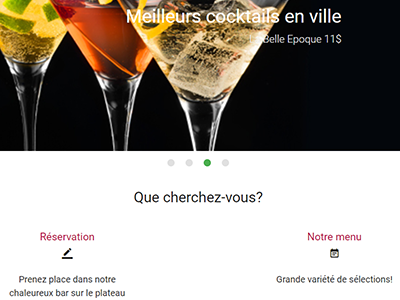 Meilleurs cocktails en ville
Belle Epoque 11$
Que cherchez-vous?
Réservation
Notre menu
Prenez place dans notre
chaleureux bar sur le plateau
Grande variété de sélections!